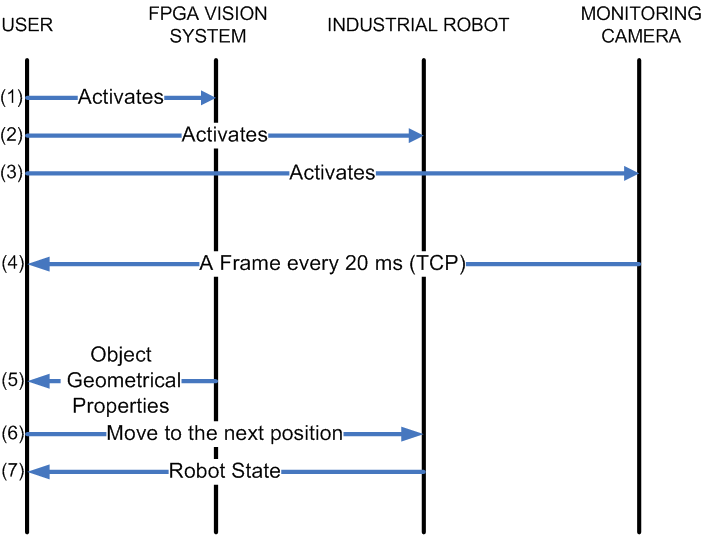 USER
FPGA VISION
SYSTEM
INDUSTRIAL ROBOT
MONITORING
CAMERA
(1) Activates
(2) Activates
(3) Activates
(4) A Frame every 20 ms (TCP)
Object
(5) Geometrical
Properties
(6) Move to the next position
(7) Robot State